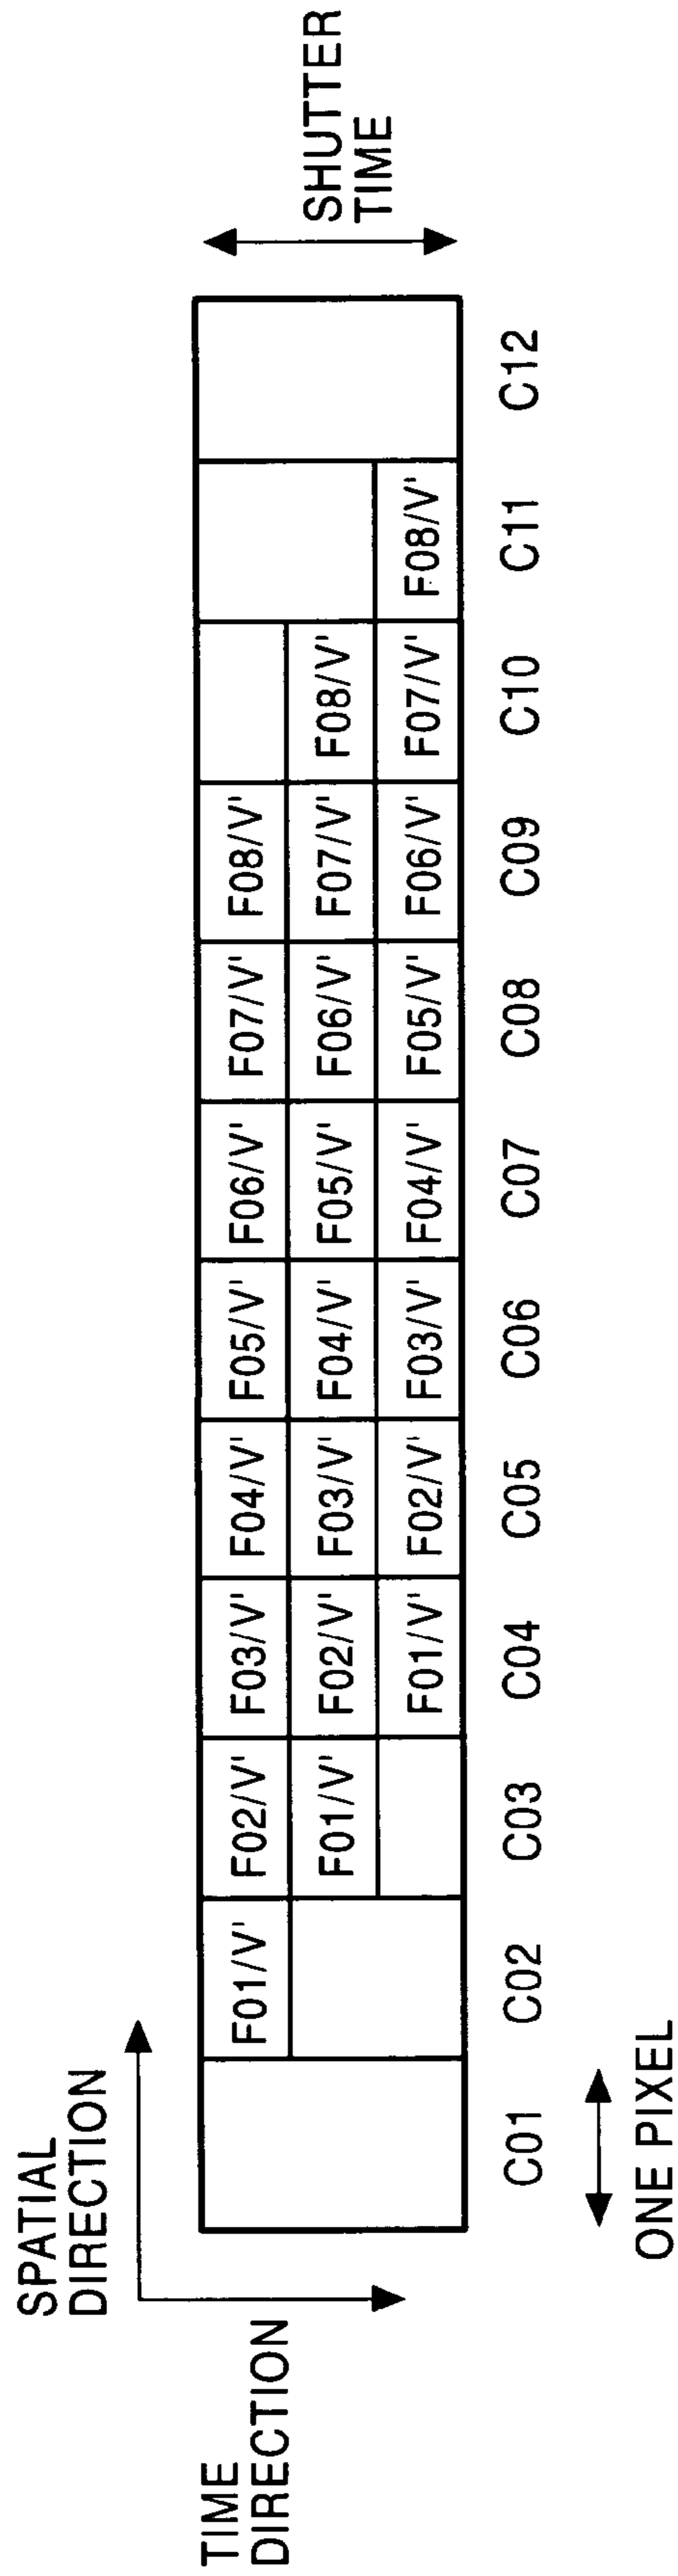 SPATIAL
DIRECTION
TIME
DIRECTION
SHUTTER
TIME
F01/V' F02/V' F03/V' F04/V' F05/V' F06/V' F07/V' F08/V'
F01/V' F02/V' F03/V' F04/V' F05/V' F06/V' F07/V' F08/V'
F01/V' F02/V' F03/V' F04/V' F05/V' F06/V' F07/V' F08/V'
C01 C02 C03 C04 C05 C06 C07 C08 C09 C10 C11 C12
ONE PIXEL